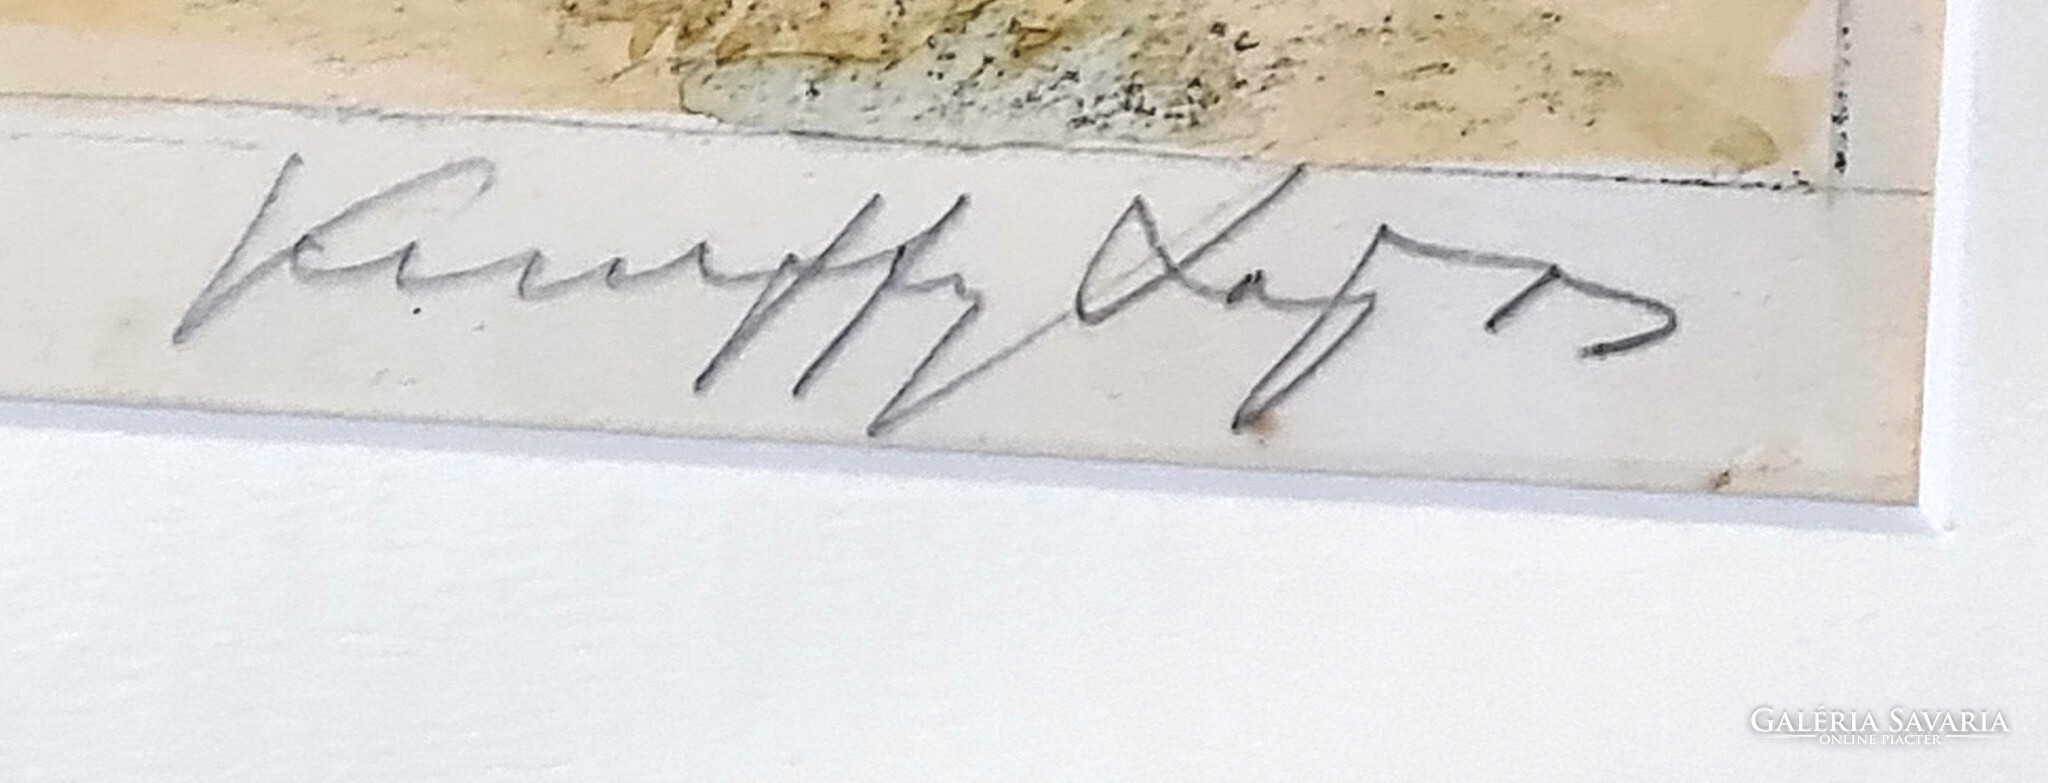 Kunffy Lajos
GALÉRIA SAVARIA
ONLINE PIACTÉR